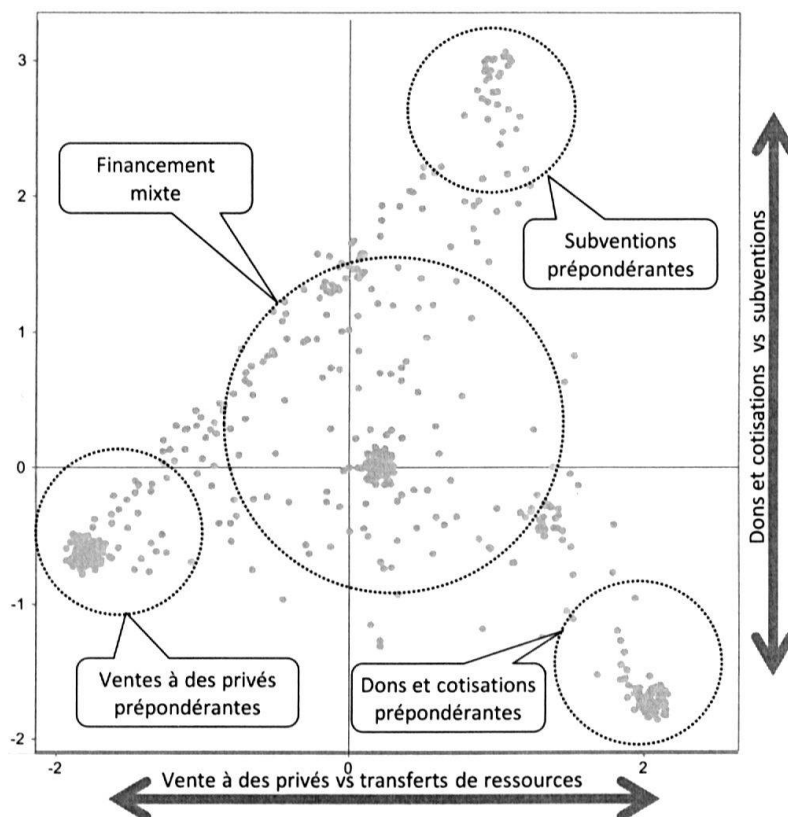 3
2
1
0
-1
-2
-2
0
2
Financement
mixte
Subventions
prépondérantes
Ventes à des privés
prépondérantes
Dons et cotisations
prépondérantes
Vente à des privés vs transferts de ressources
Dons et cotisations vs subventions